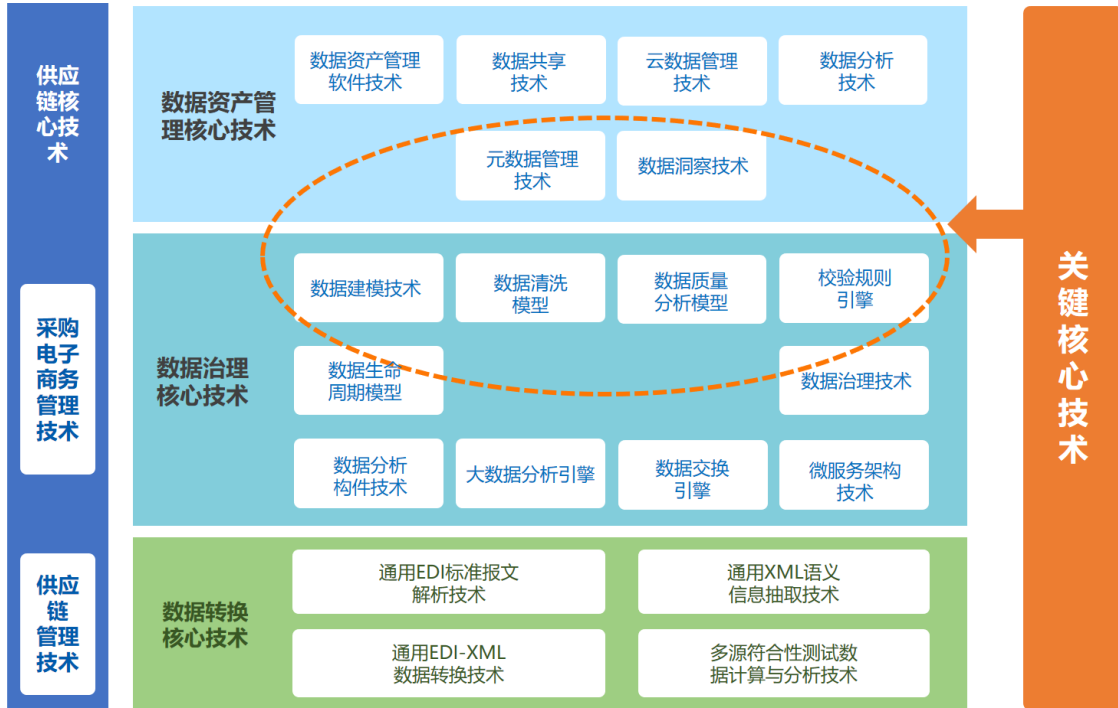 供应
链核
心技
术
采购
电子
商务
管理
技术
供应
链
管理
技术
数据资产管
理核心技术
数据资产管理
软件技术
数据共享
技术
云数据管理
技术
数据分析
技术
元数据管理
技术
数据洞察技术
数据治理
核心技术
数据建模技术
数据清洗
模型
数据质量
分析模型
校验规则
引擎
数据生命
周期模型
数据治理技术
数据分析
构件技术
大数据分析引擎
数据交换
引擎
微服务架构
技术
数据转换
核心技术
通用EDI标准报文
解析技术
通用XML语义
信息抽取技术
通用EDI-XML
数据转换技术
多源符合性测试数
据计算与分析技术
关
键
核
心
技
术